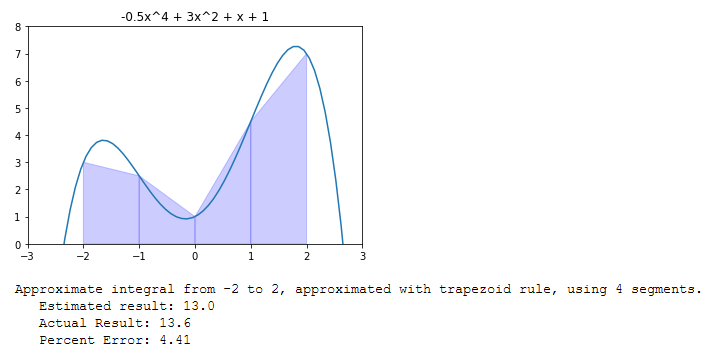 -0.5x^4 + 3x^2 + x + 1
8
7
6
5
4
3
2
1
0
−3 −2 −1 0 1 2 3
Approximate integral from -2 to 2, approximated with trapezoid rule, using 4 segments.
Estimated result: 13.0
Actual Result: 13.6
Percent Error: 4.41